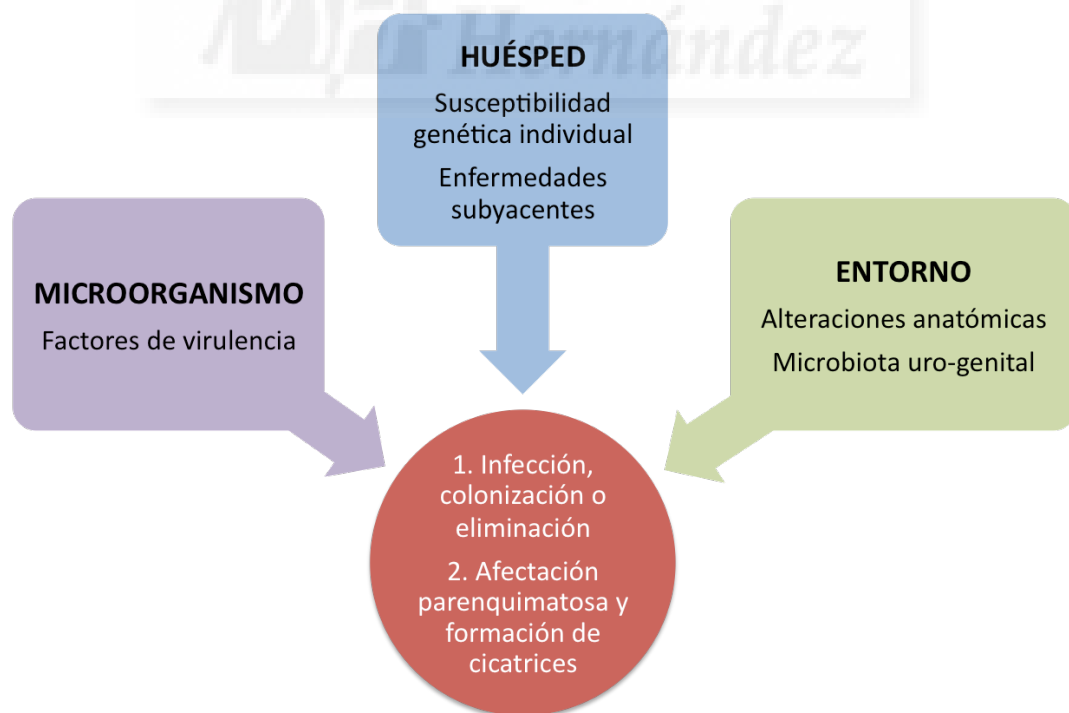 Hernández
HUÉSPED
Susceptibilidad
genética individual
Enfermedades
subyacentes
MICROORGANISMO
Factores de virulencia
ENTORNO
Alteraciones anatómicas
Microbiota uro-genital
1. Infección,
colonización o
eliminación
2. Afectación
parenquimatosa y
formación de
cicatrices